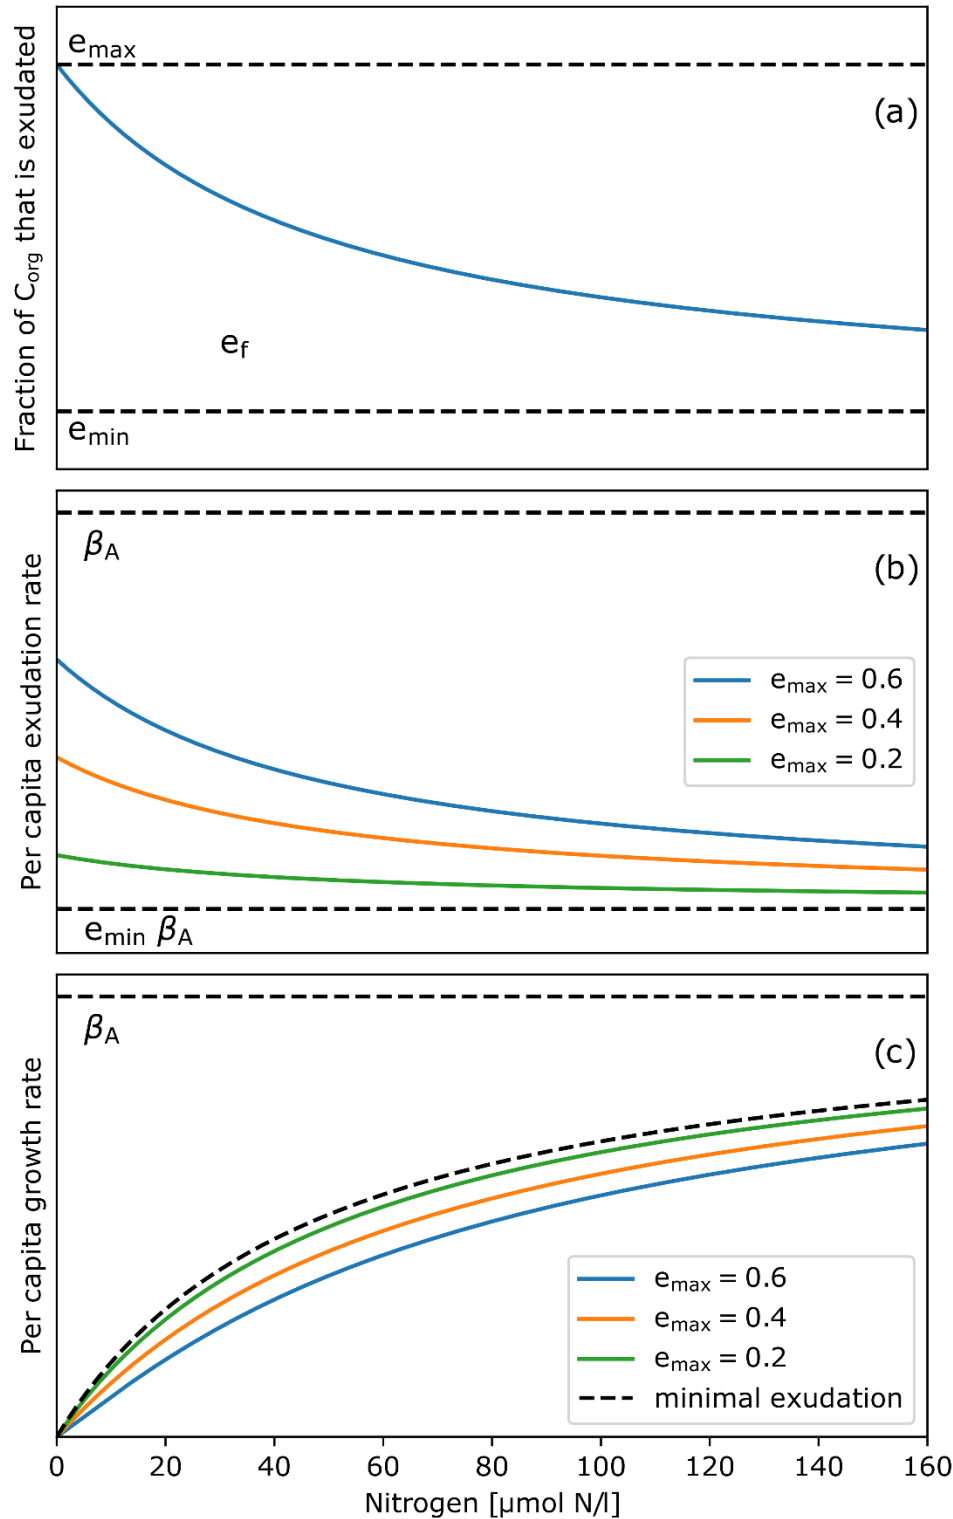 Fraction of Corg that is exudated
emax
(a)
ef
emin
Per capita exudation rate
βA
(b)
emax = 0.6
emax = 0.4
emax = 0.2
emin βA
Per capita growth rate
βA
(c)
emax = 0.6
emax = 0.4
emax = 0.2
minimal exudation
0 20 40 60 80 100 120 140 160
Nitrogen [µmol N/l]